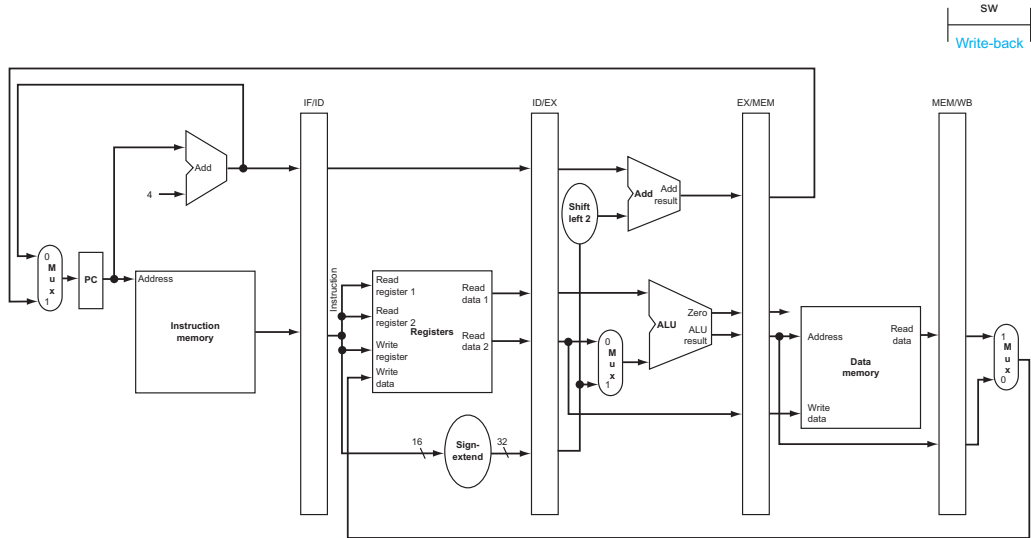 SW
Write-back
IF/ID
ID/EX
EX/MEM
MEM/WB
Add
4
0
M
u
x
1
PC
Address
Instruction
memory
Instruction
Read
register 1
Read
register 2
Write
register
Write
data
Registers
Read
data 1
Read
data 2
16
Sign-
extend
32
Shift
left 2
Add
Add
result
0
M
u
x
1
ALU
Zero
ALU
result
Address
Read
data
Data
memory
Write
data
1
M
u
x
0